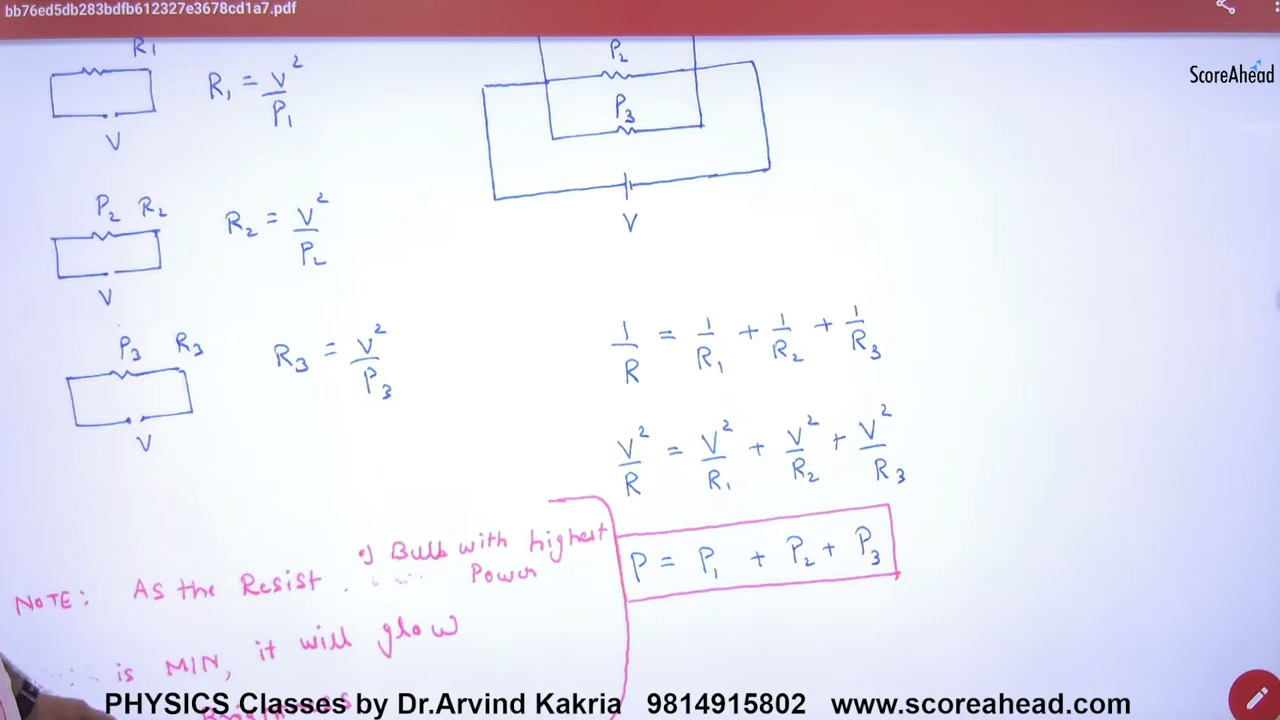 bb76ed5db283bdfb612327e3678cd1a7.pdf
ScoreAhead
R1
R1 = V²/P1
V
P2 R2
R2 = V²/P2
V
P3 R3
R3 = V²/P3
V
P2
P3
V
1/R = 1/R1 + 1/R2 + 1/R3
V²/R = V²/R1 + V²/R2 + V²/R3
P = P1 + P2 + P3
NOTE: As the Resist. of Bulb with highest
Power
is MIN, it will glow
PHYSICS Classes by Dr.Arvind Kakria 9814915802 www.scoreahead.com